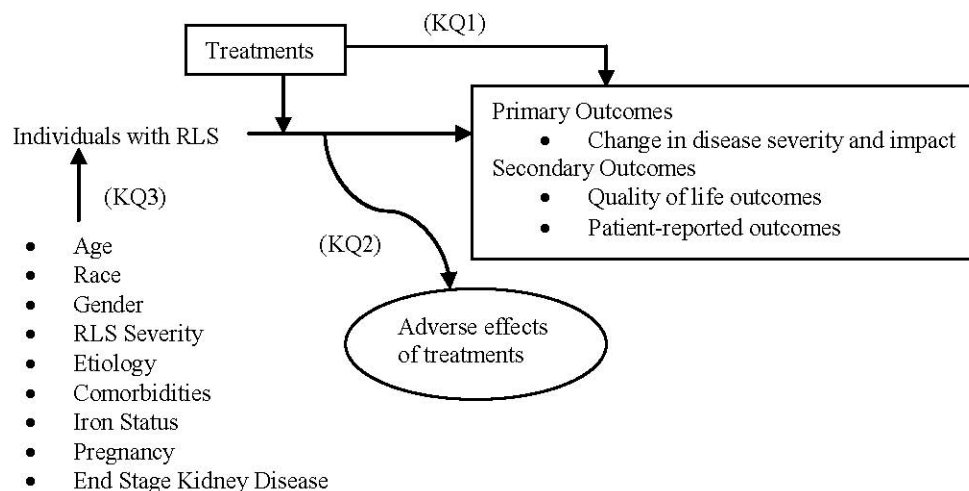 (KQ1)
Treatments
Primary Outcomes
• Change in disease severity and impact
Secondary Outcomes
• Quality of life outcomes
• Patient-reported outcomes
Individuals with RLS
(KQ3)
(KQ2)
• Age
• Race
• Gender
• RLS Severity
• Etiology
• Comorbidities
• Iron Status
• Pregnancy
• End Stage Kidney Disease
Adverse effects
of treatments